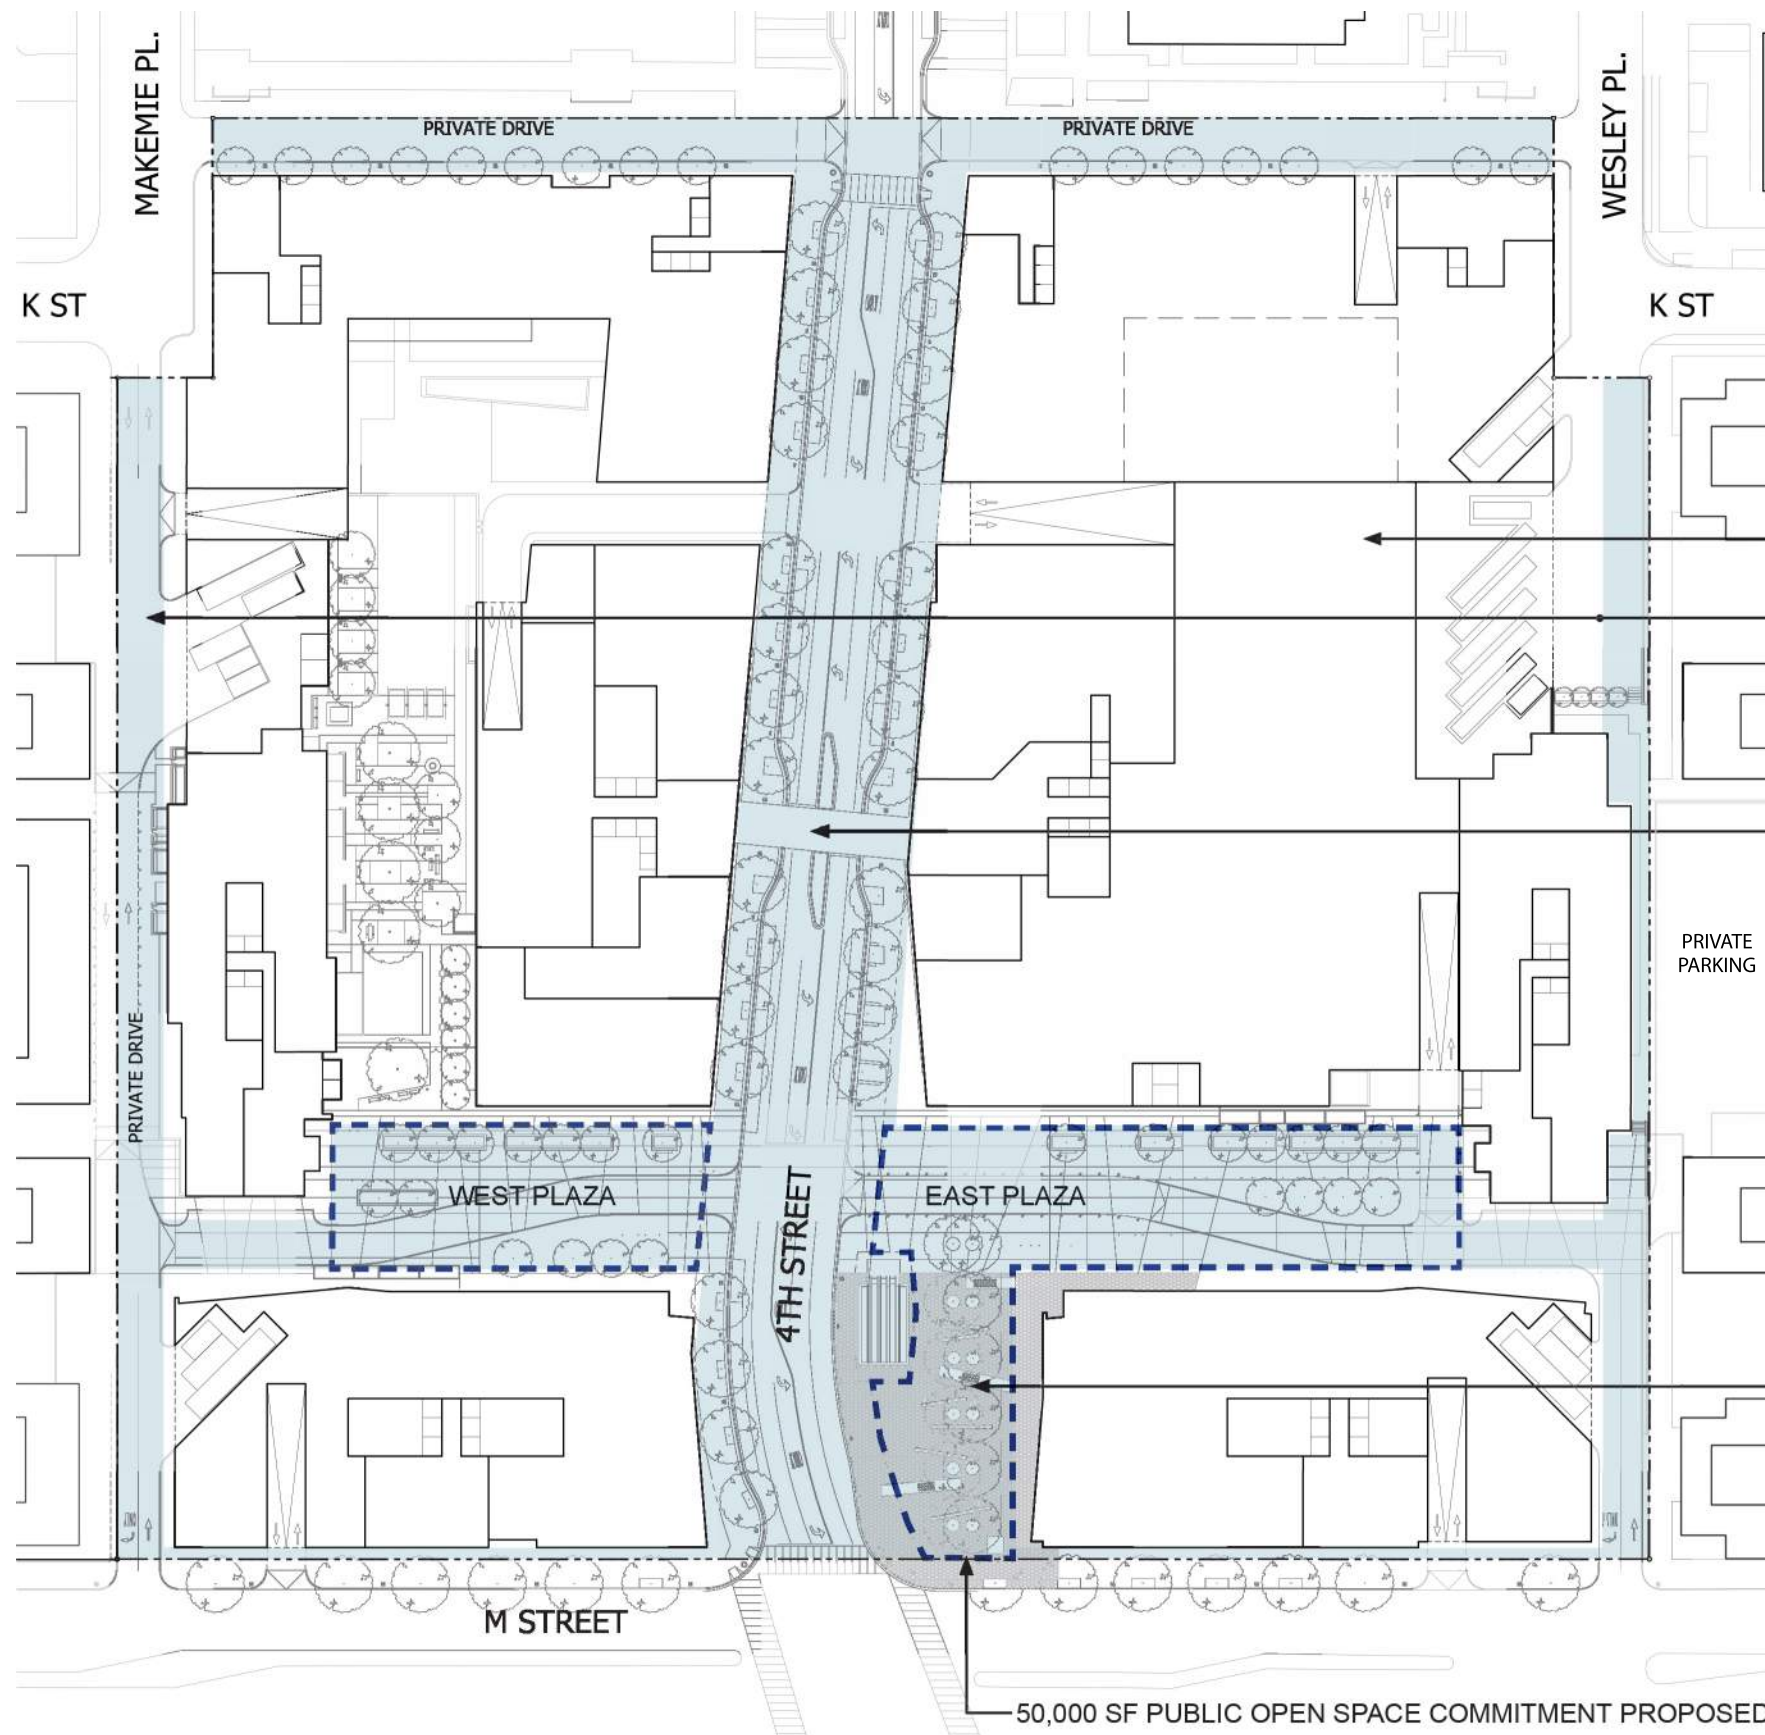 MAKEMIE PL.
WESLEY PL.
PRIVATE DRIVE
PRIVATE DRIVE
K ST
K ST
PRIVATE
PARKING
PRIVATE DRIVE
WEST PLAZA
EAST PLAZA
4TH STREET
M STREET
50,000 SF PUBLIC OPEN SPACE COMMITMENT PROPOSED